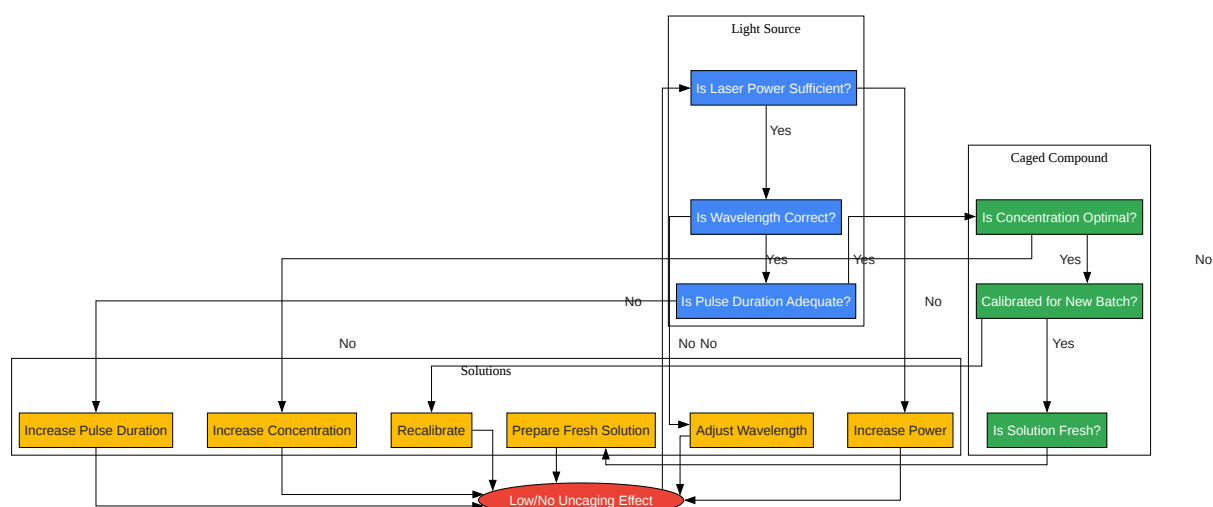 Light Source
Is Laser Power Sufficient?
Yes
Caged Compound
Is Wavelength Correct?
Is Concentration Optimal?
Yes
Yes
Yes
No
Is Pulse Duration Adequate?
Calibrated for New Batch?
No
No
No
No No
Yes
Solutions
Increase Pulse Duration
Increase Concentration
Recalibrate
Prepare Fresh Solution
Adjust Wavelength
Increase Power
Is Solution Fresh?
Low/No Uncaging Effect